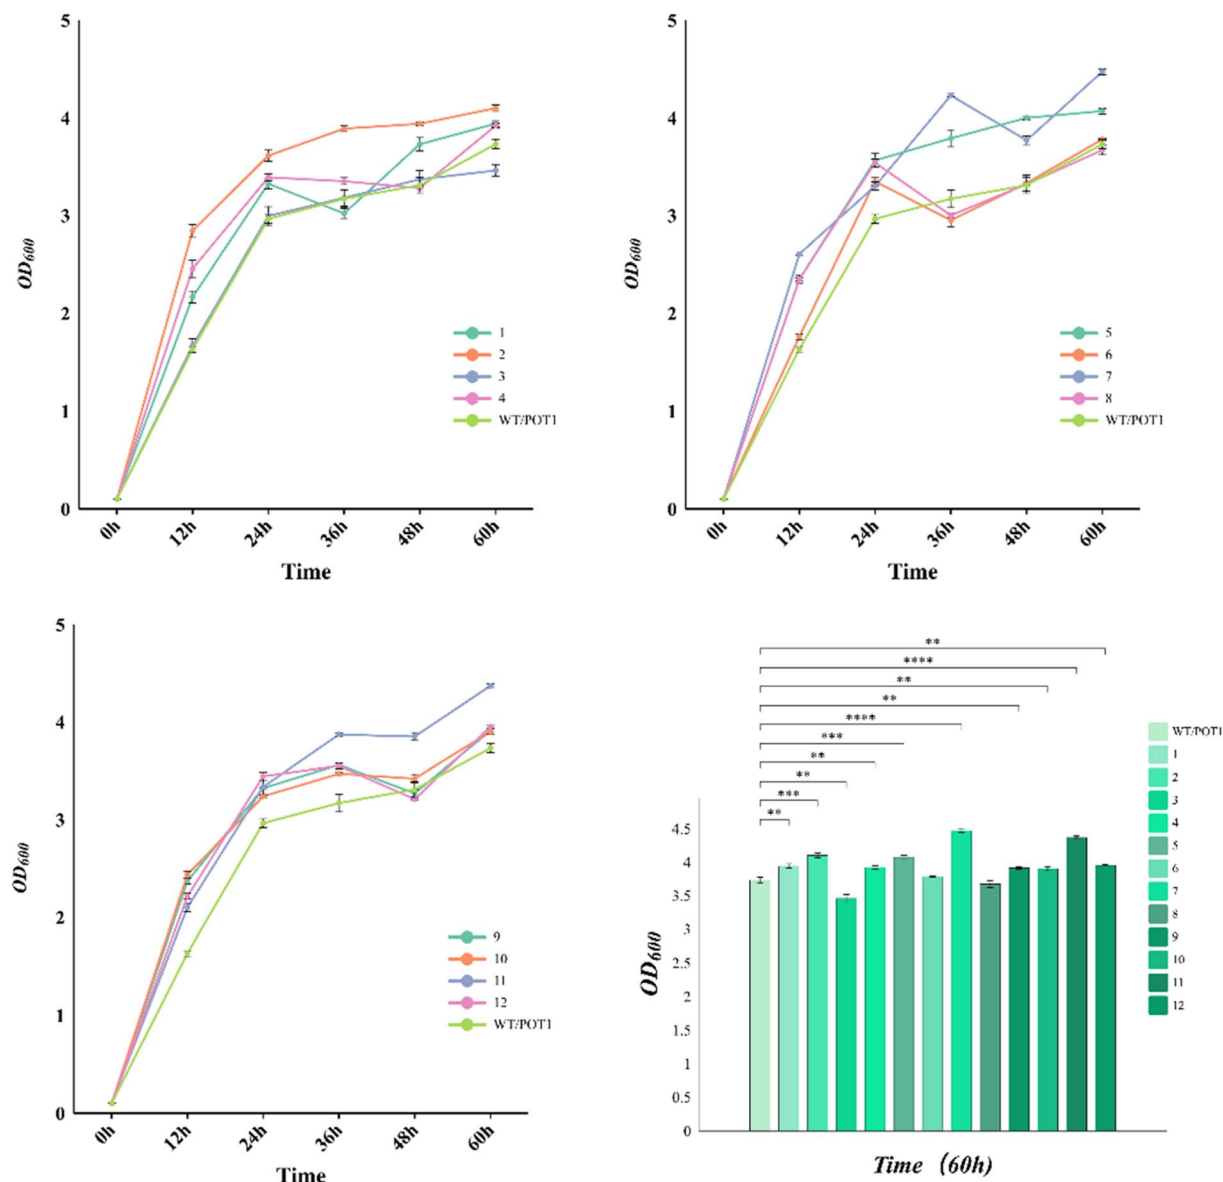 5
4
3
2
1
0
OD600
0h
12h
24h
36h
48h
60h
Time
1
2
3
4
WT/POT1
5
4
3
2
1
0
OD600
0h
12h
24h
36h
48h
60h
Time
5
6
7
8
WT/POT1
5
4
3
2
1
0
OD600
0h
12h
24h
36h
48h
60h
Time
9
10
11
12
WT/POT1
**
****
**
**
****
***
**
**
***
**
4.5
4
3.5
3
2.5
2
1.5
1
0.5
0
OD600
Time (60h)
WT/POT1
1
2
3
4
5
6
7
8
9
10
11
12